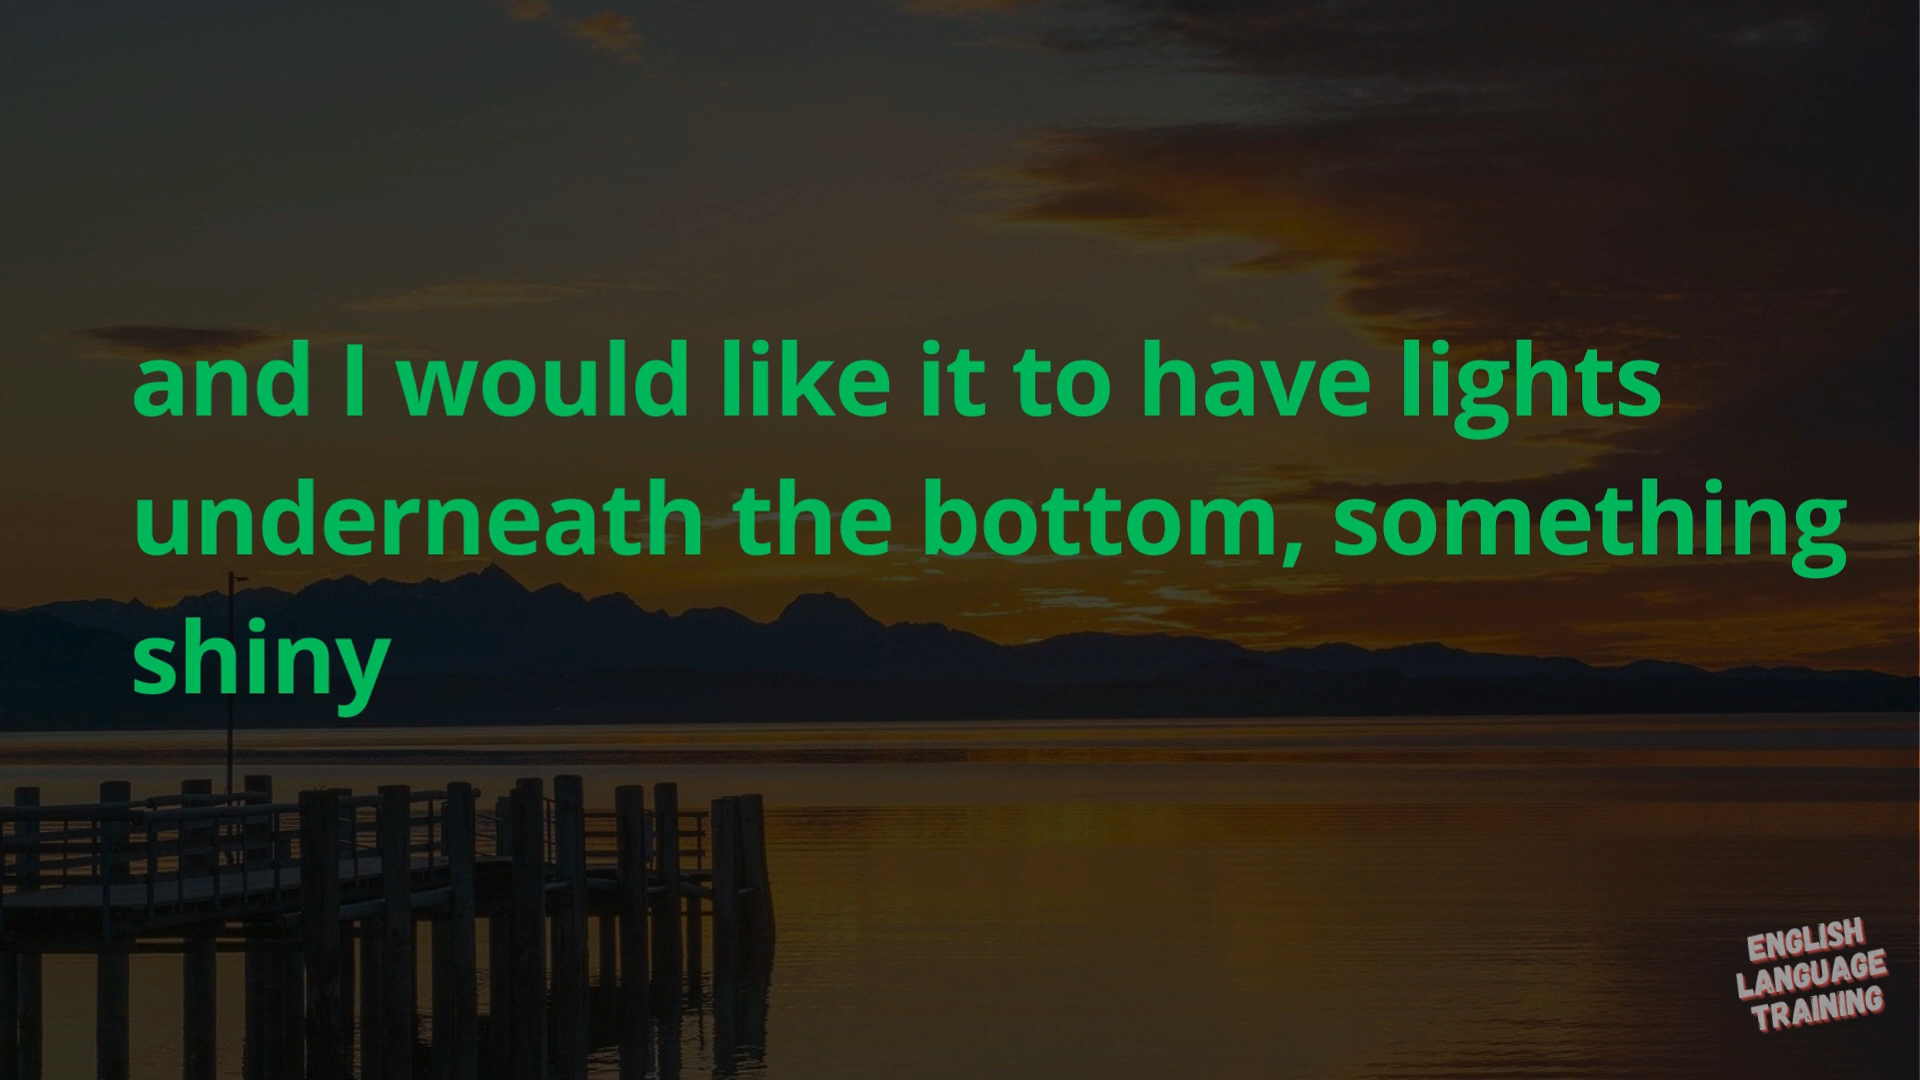 and I would like it to have lights
underneath the bottom, something
shiny
ENGLISH
LANGUAGE
TRAINING